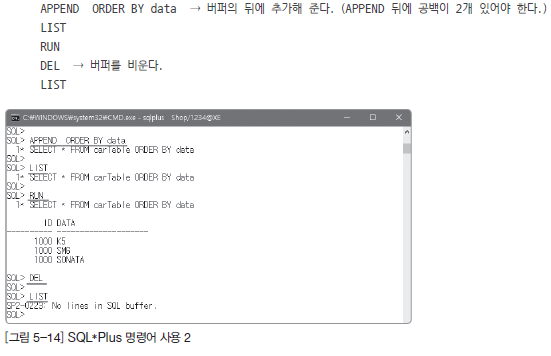 APPEND  ORDER BY data → 버퍼의 뒤에 추가해 준다. (APPEND 뒤에 공백이 2개 있어야 한다.)
LIST
RUN
DEL → 버퍼를 비운다.
LIST
C:#WINDOWS#system32#CMD.exe - sqlplus Shop/1234@XE
SQL>
SQL> APPEND  ORDER BY data
1* SELECT * FROM carTable ORDER BY data
SQL>
SQL> LIST
1* SELECT * FROM carTable ORDER BY data
SQL>
SQL> RUN
1* SELECT * FROM carTable ORDER BY data
ID DATA
---------- --------------------
1000 K5
1000 SM6
1000 SONATA
SQL> DEL
SQL>
SQL> LIST
SP2-0223: No lines in SQL buffer.
SQL>
[그림 5-14] SQL*Plus 명령어 사용 2